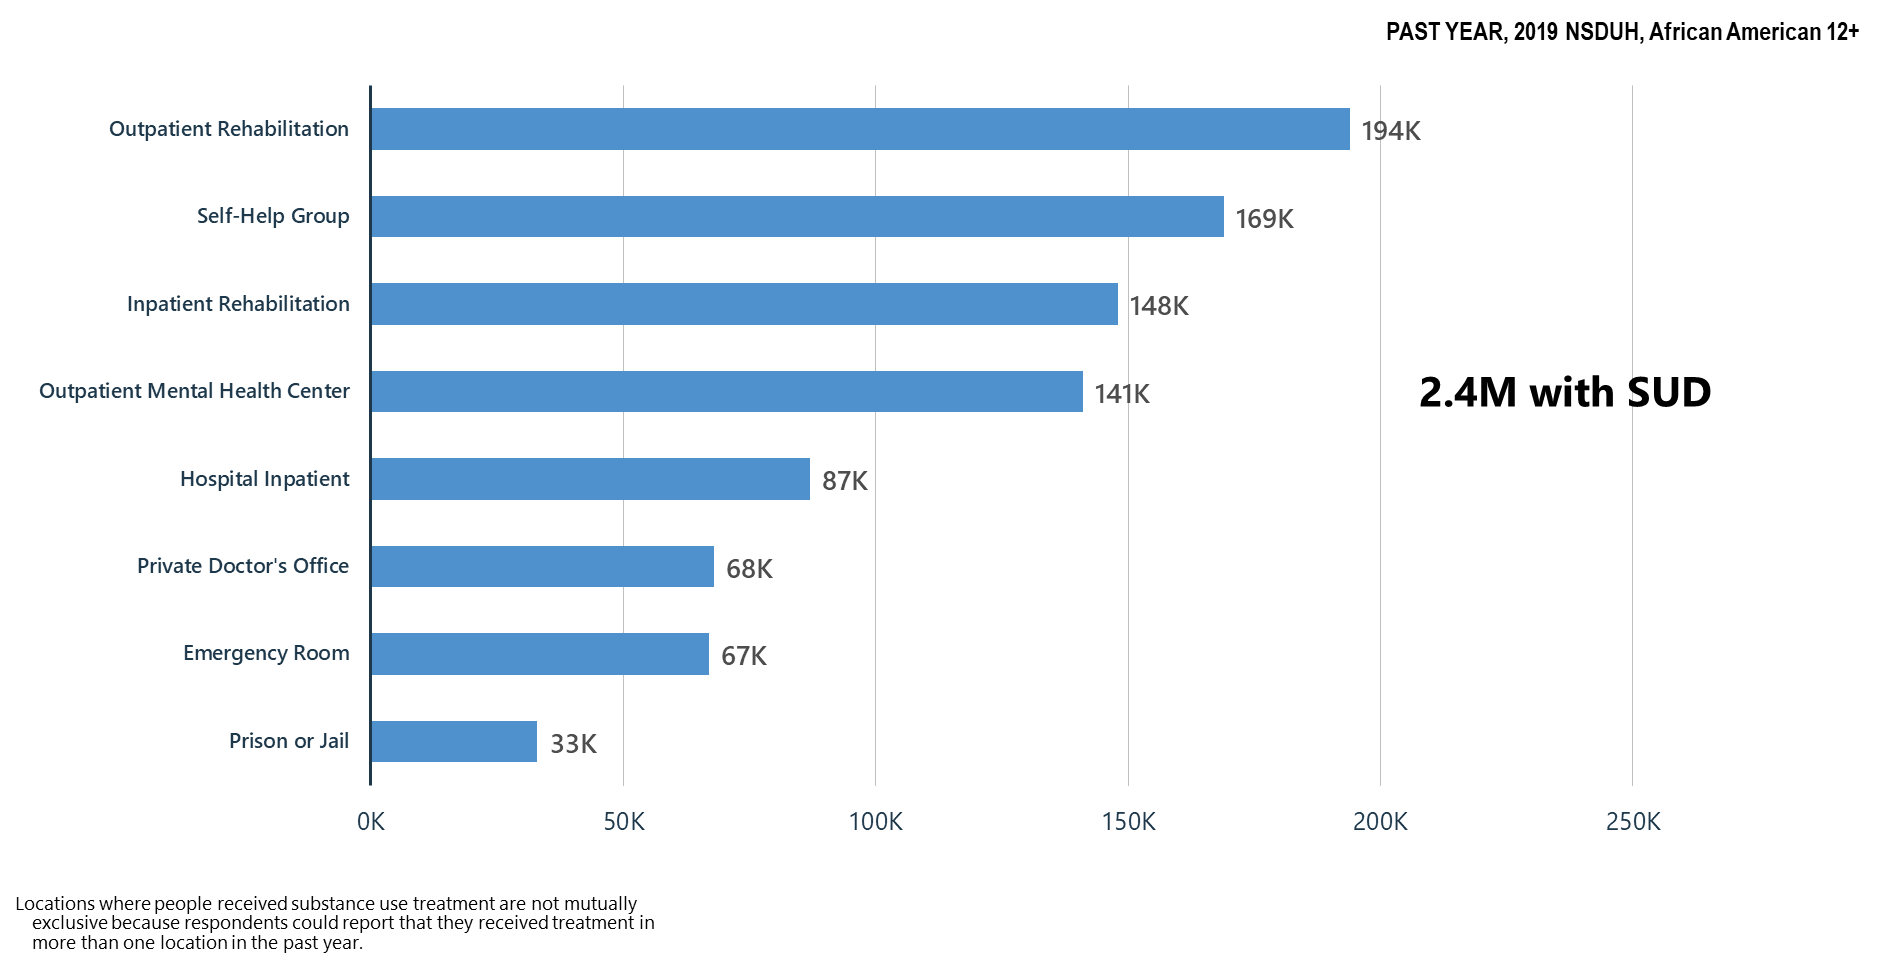 PAST YEAR, 2019 NSDUH, African American 12+
Outpatient Rehabilitation 194K
Self-Help Group 169K
Inpatient Rehabilitation 148K
Outpatient Mental Health Center 141K
2.4M with SUD
Hospital Inpatient 87K
Private Doctor's Office 68K
Emergency Room 67K
Prison or Jail 33K
0K 50K 100K 150K 200K 250K
Locations where people received substance use treatment are not mutually
exclusive because respondents could report that they received treatment in
more than one location in the past year.